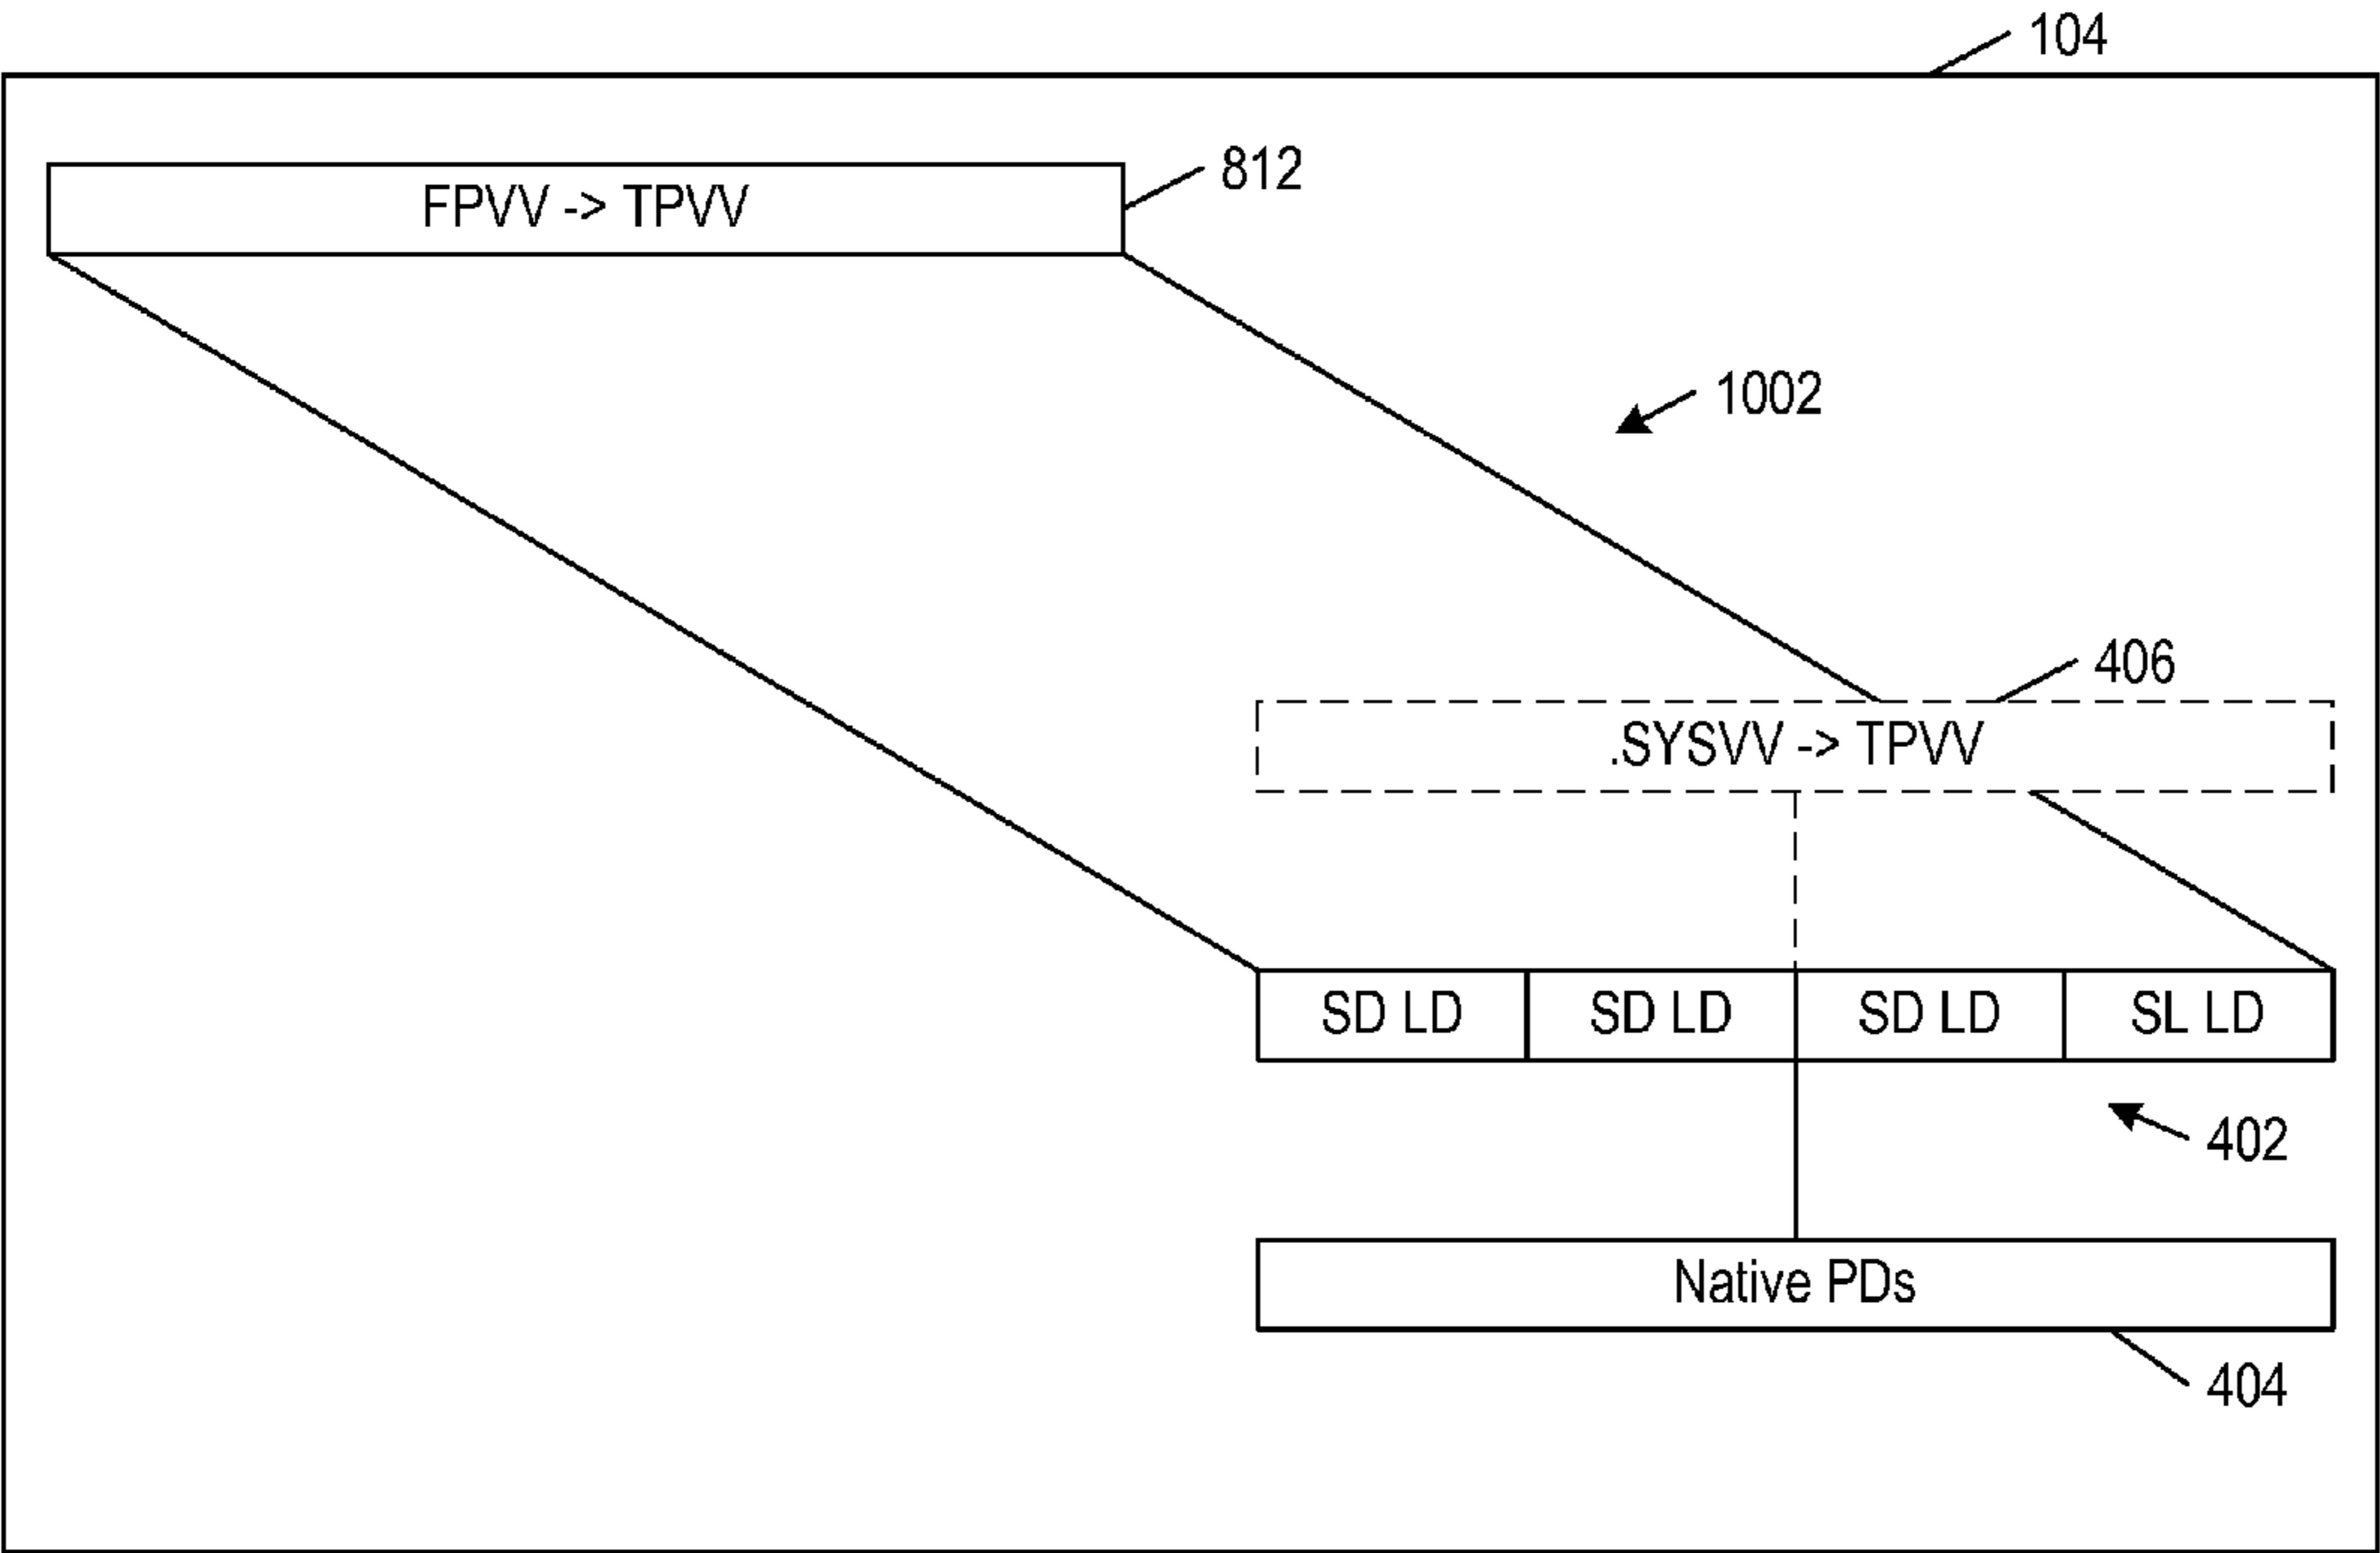 104
FPVV -> TPVV
812
1002
406
.SYSVV -> TPVV
SD LD SD LD SD LD SL LD
402
Native PDs
404